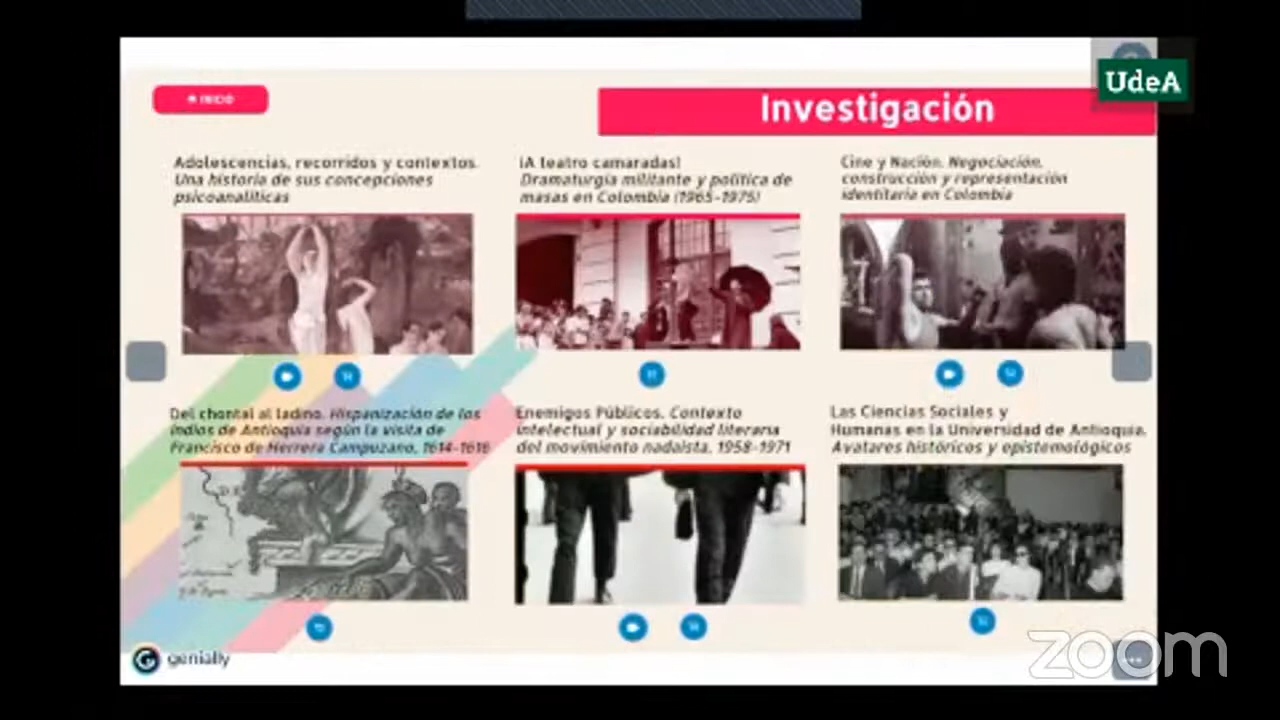 INICIO
UdeA
Investigación
Adolescencias, recorridos y contextos.
Una historia de sus concepciones
psicoanalíticas
¡A teatro camaradas!
Dramaturgia militante y política de
masas en Colombia (1965-1975)
Cine y Nación. Negociación,
construcción y representación
identitaria en Colombia
Del chontal al ladino. Hispanización de los
indios de Antioquia según la visita de
Francisco de Herrera Campuzano, 1614-1616
Enemigos Públicos. Contexto
intelectual y sociabilidad literaria
del movimiento nadaísta, 1958-1971
Las Ciencias Sociales y
Humanas en la Universidad de Antioquia.
Avatares históricos y epistemológicos
genially
zoom